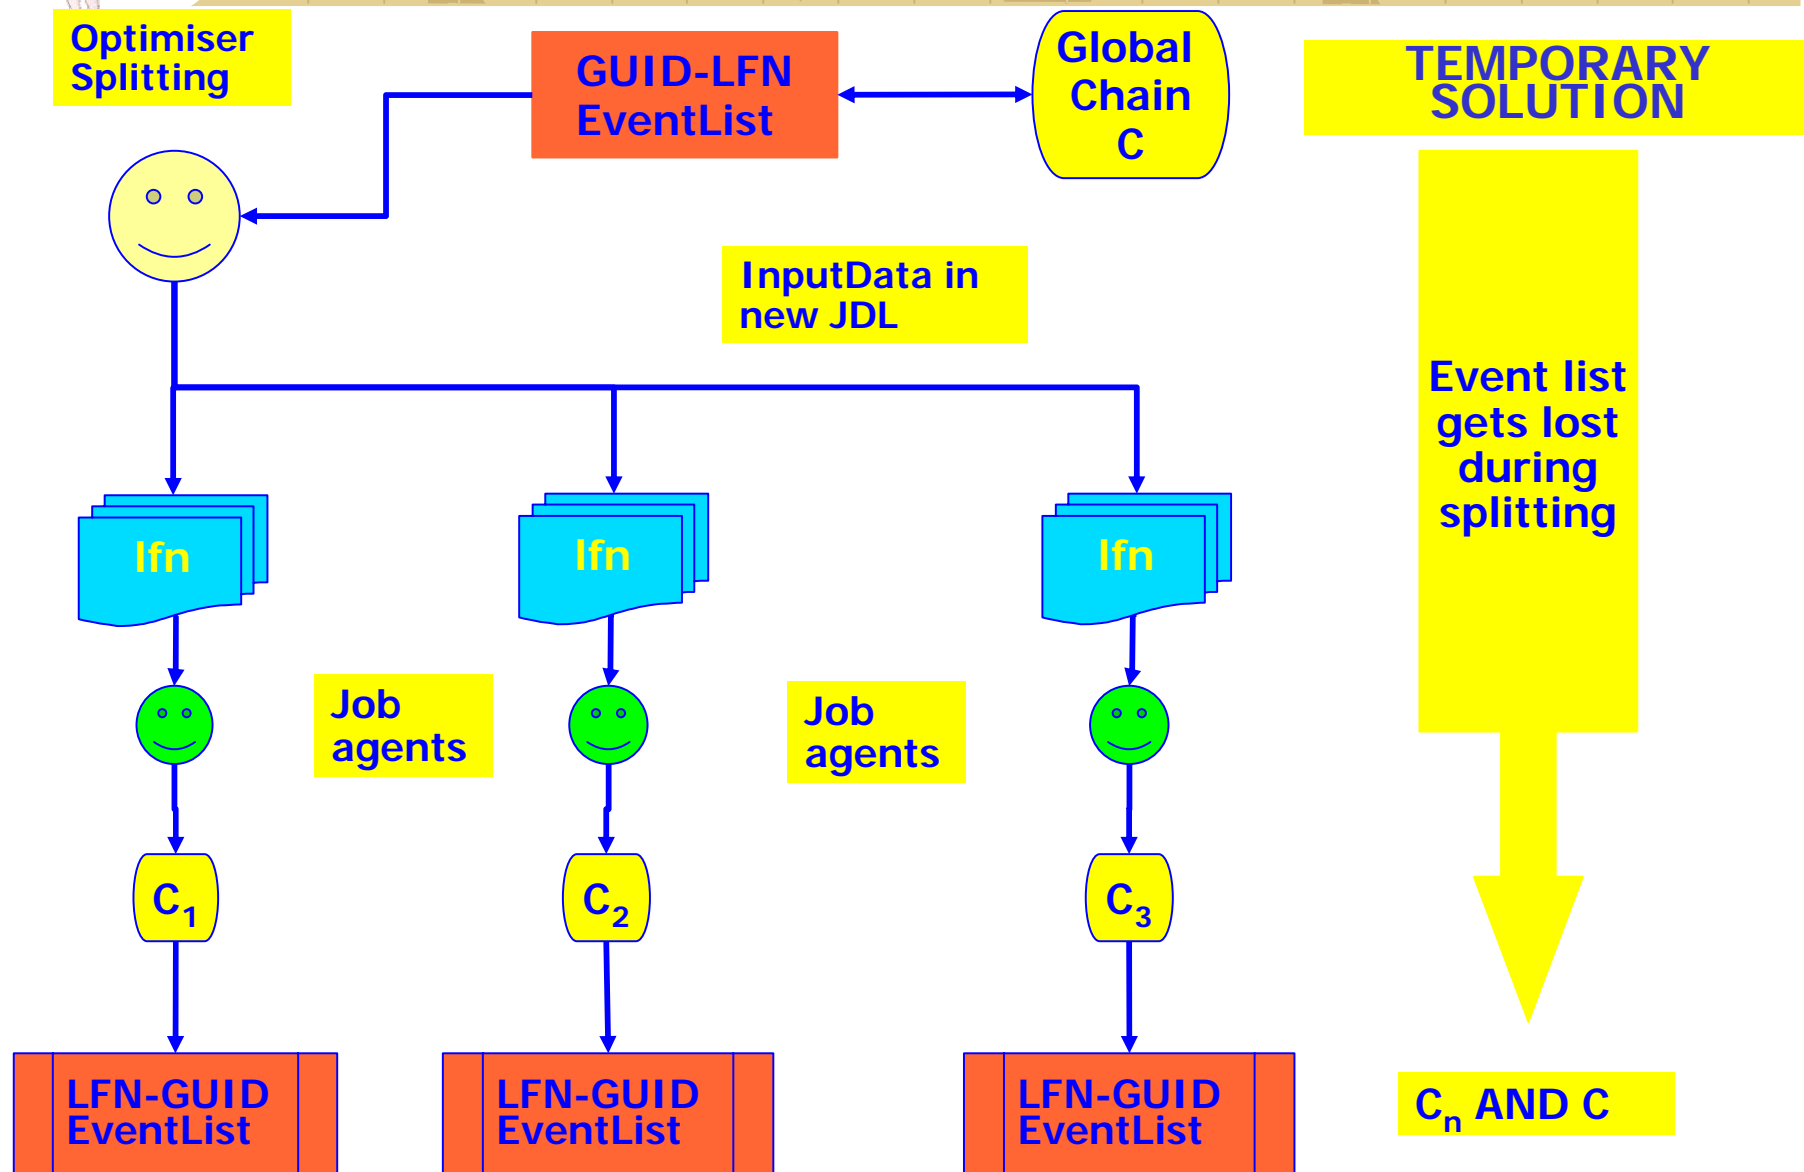 Optimiser
Splitting
GUID-LFN
EventList
Global
Chain
C
TEMPORARY
SOLUTION
InputData in
new JDL
Event list
gets lost
during
splitting
lfn
lfn
lfn
Job
agents
Job
agents
C1
C2
C3
LFN-GUID
EventList
LFN-GUID
EventList
LFN-GUID
EventList
Cn AND C